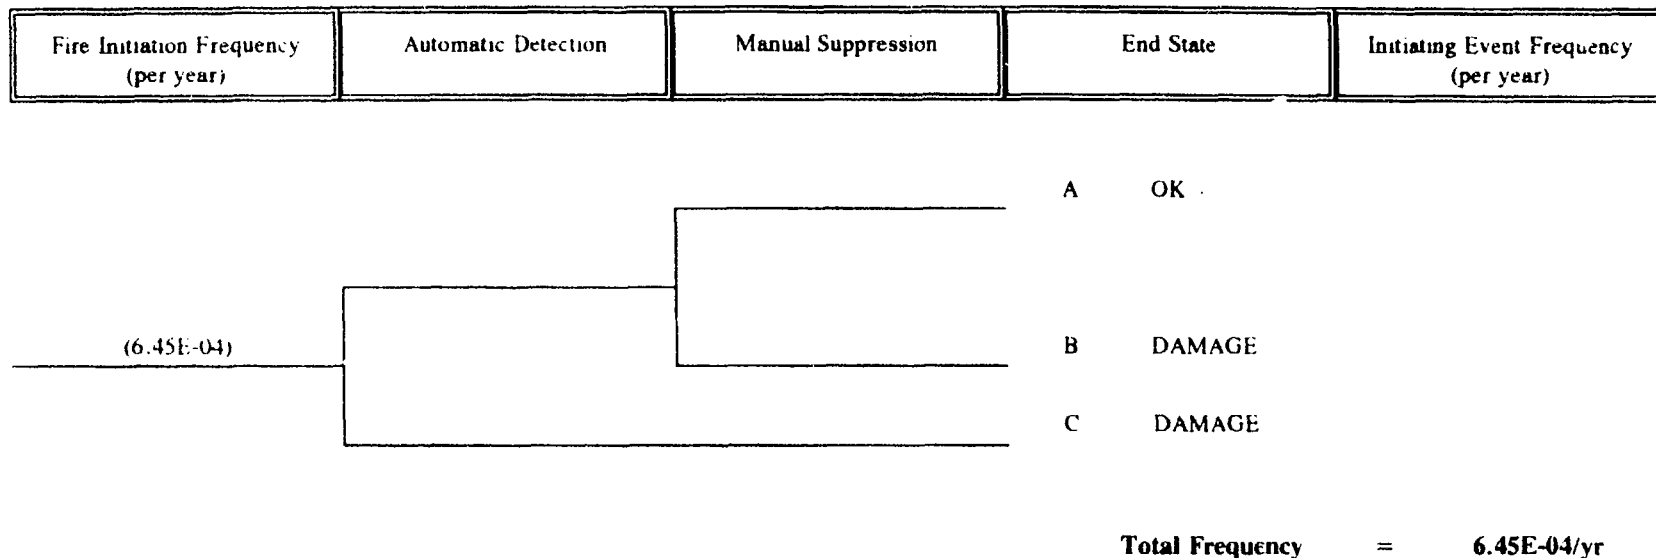 Fire Initiation Frequency
(per year)
Automatic Detection
Manual Suppression
End State
Initiating Event Frequency
(per year)
A OK
(6.45E-04)
B DAMAGE
C DAMAGE
Total Frequency = 6.45E-04/yr